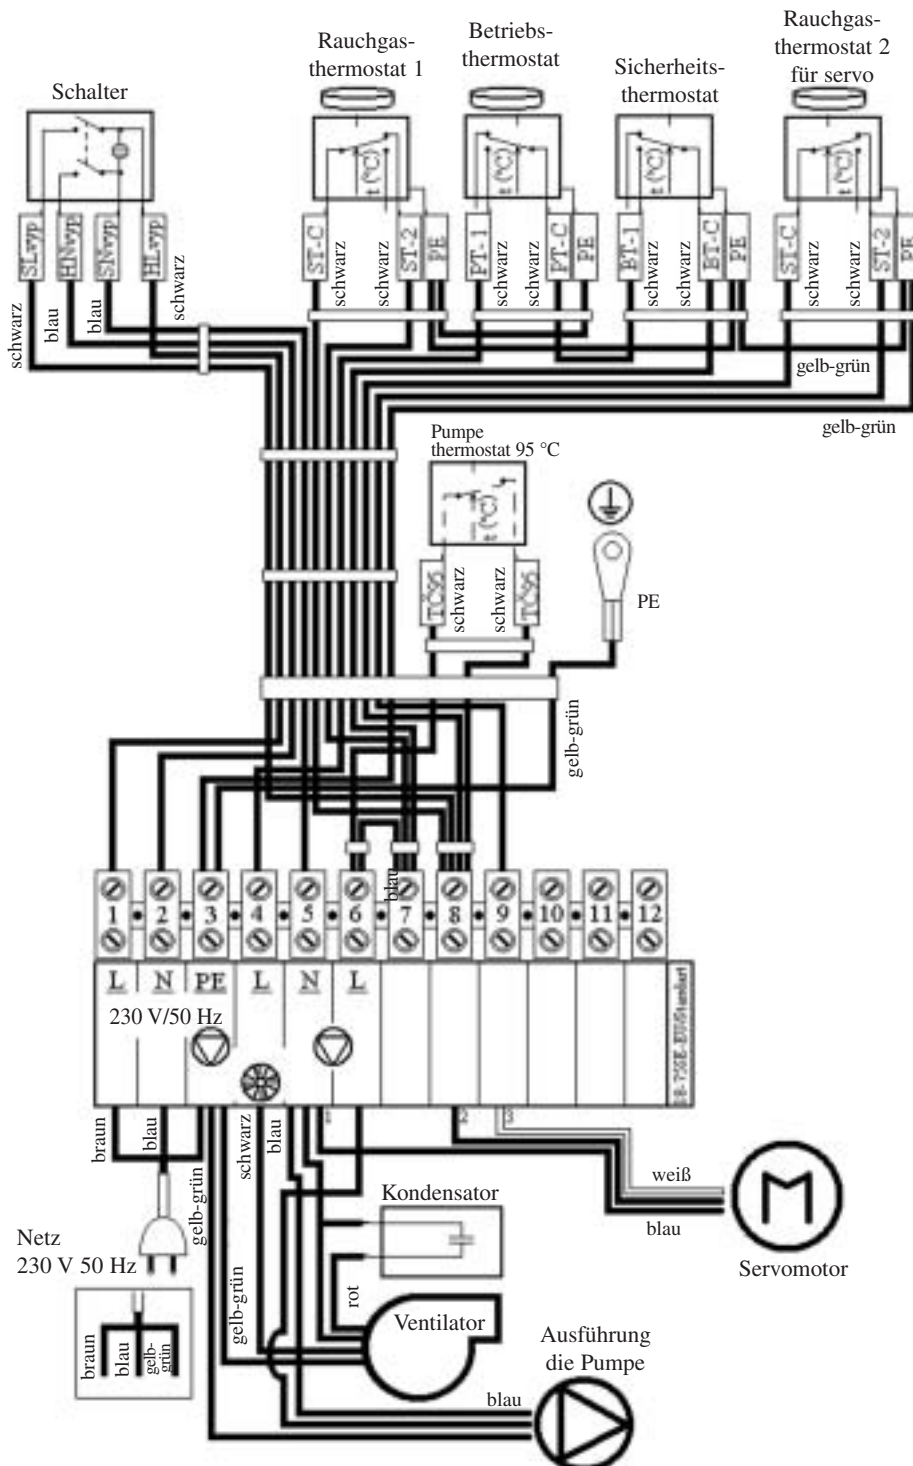 Rauchgas-
thermostat 1
Betriebs-
thermostat
Sicherheits-
thermostat
Rauchgas-
thermostat 2
für servo
Schalter
t (°C)
t (°C)
t (°C)
t (°C)
SLvyp
HNvyp
SNvyp
HLvyp
ST-C
schwarz
schwarz
ST-2
PE
PT-1
schwarz
schwarz
PT-C
PE
BT-1
schwarz
schwarz
BT-C
PE
ST-C
schwarz
schwarz
ST-2
PE
schwarz
blau
blau
schwarz
gelb-grün
gelb-grün
Pumpe
thermostat 95 °C
t (°C)
TČ95
schwarz
schwarz
TČ95
PE
gelb-grün
blau
1
2
3
4
5
6
7
8
9
10
11
12
L
N
PE
L
N
L
230 V/50 Hz
1
2
3
braun
blau
gelb-grün
schwarz
blau
gelb-grün
weiß
blau
Servomotor
Kondensator
rot
Ventilator
Netz
230 V 50 Hz
braun
blau
gelb-
grün
Ausführung
die Pumpe
blau